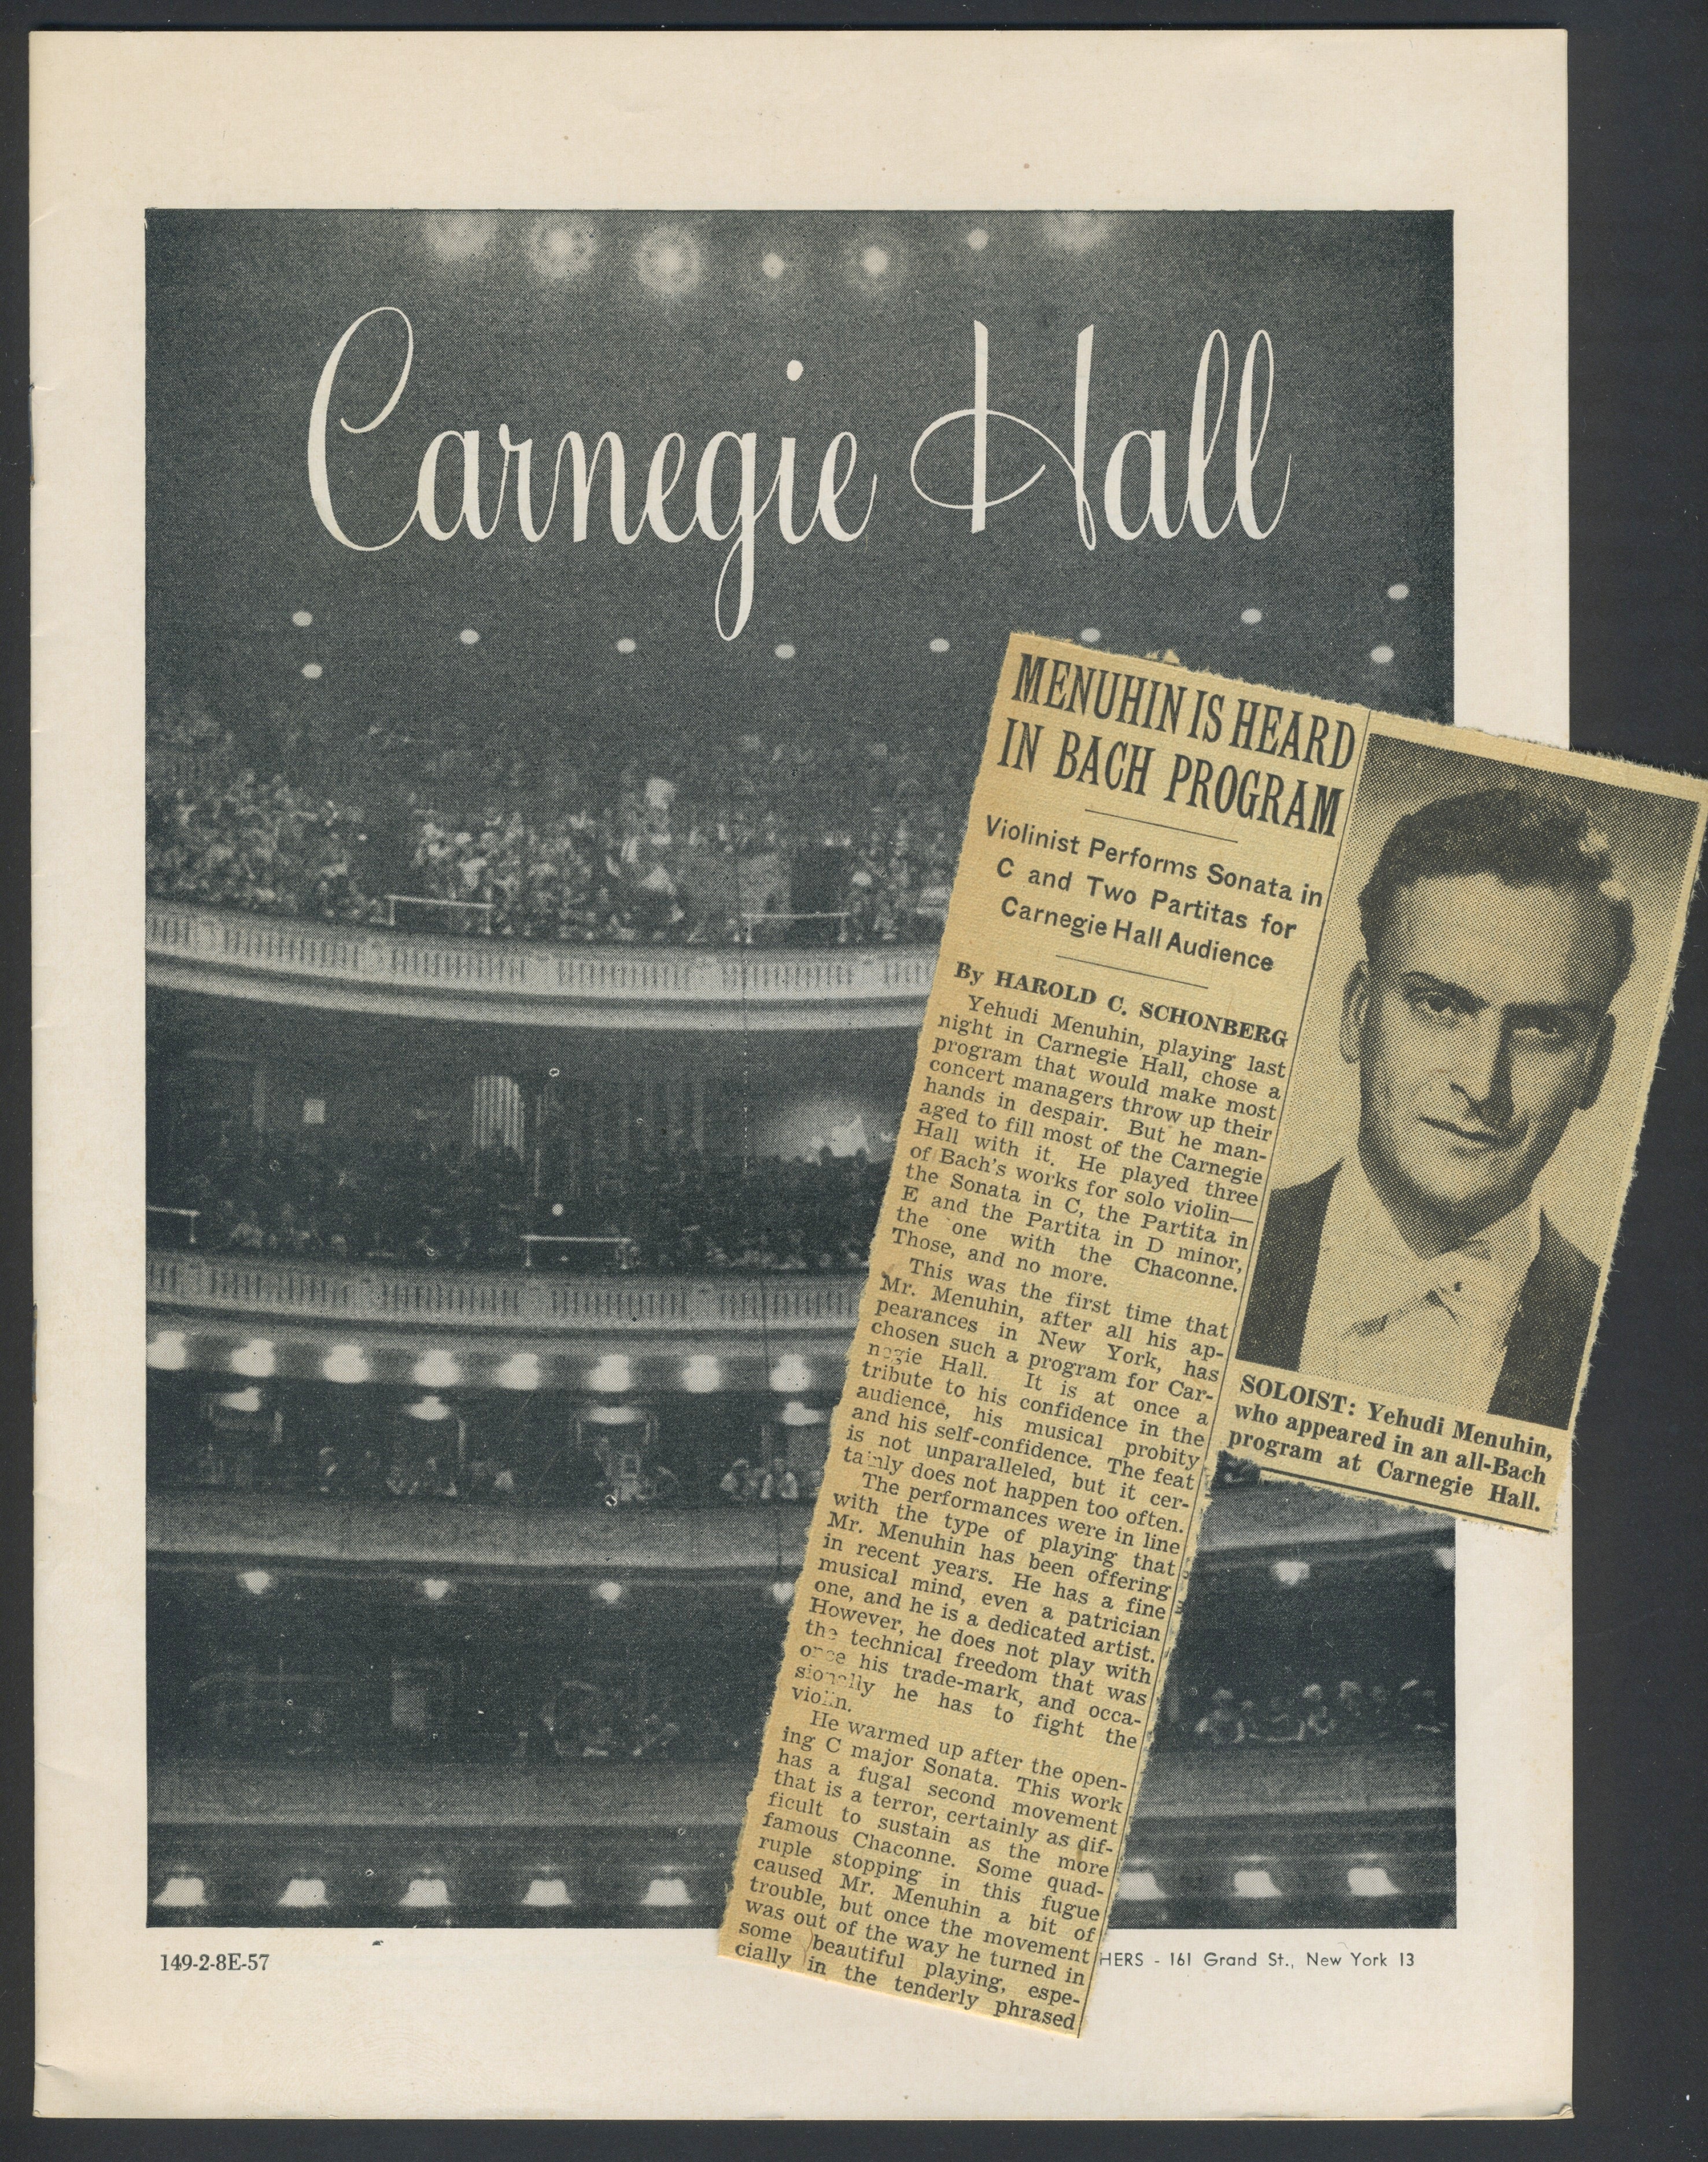 Carnegie Hall
MENUHIN IS HEARD
IN BACH PROGRAM
Violinist Performs Sonata in
C and Two Partitas for
Carnegie Hall Audience
By HAROLD C. SCHONBERG
Yehudi Menuhin, playing last
night in Carnegie Hall, chose a
program that would make most
concert managers throw up their
hands in despair. But he man-
aged to fill most of the Carnegie
Hall with it. He played three
of Bach's works for solo violin—
the Sonata in C, the Partita in
E and the Partita in D minor,
the one with the Chaconne.
Those, and no more.
This was the first time that
Mr. Menuhin, after all his ap-
pearances in New York, has
chosen such a program for Car-
negie Hall. It is at once a
tribute to his confidence in the
audience, his musical probity
and his self-confidence. The feat
is not unparalleled, but it cer-
tainly does not happen too often.
The performances were in line
with the type of playing that
Mr. Menuhin has been offering
in recent years. He has a fine
musical mind, even a patrician
one, and he is a dedicated artist.
However, he does not play with
the technical freedom that was
once his trade-mark, and occa-
sionally he has to fight the
violin.
He warmed up after the open-
ing C major Sonata. This work
has a fugal second movement
that is a terror, certainly as dif-
ficult to sustain as the more
famous Chaconne. Some quad-
ruple stopping in this fugue
caused Mr. Menuhin a bit of
trouble, but once the movement
was out of the way he turned in
some beautiful playing, espe-
cially in the tenderly phrased
SOLOIST: Yehudi Menuhin,
who appeared in an all-Bach
program at Carnegie Hall.
149-2-8E-57
HERS - 161 Grand St., New York 13